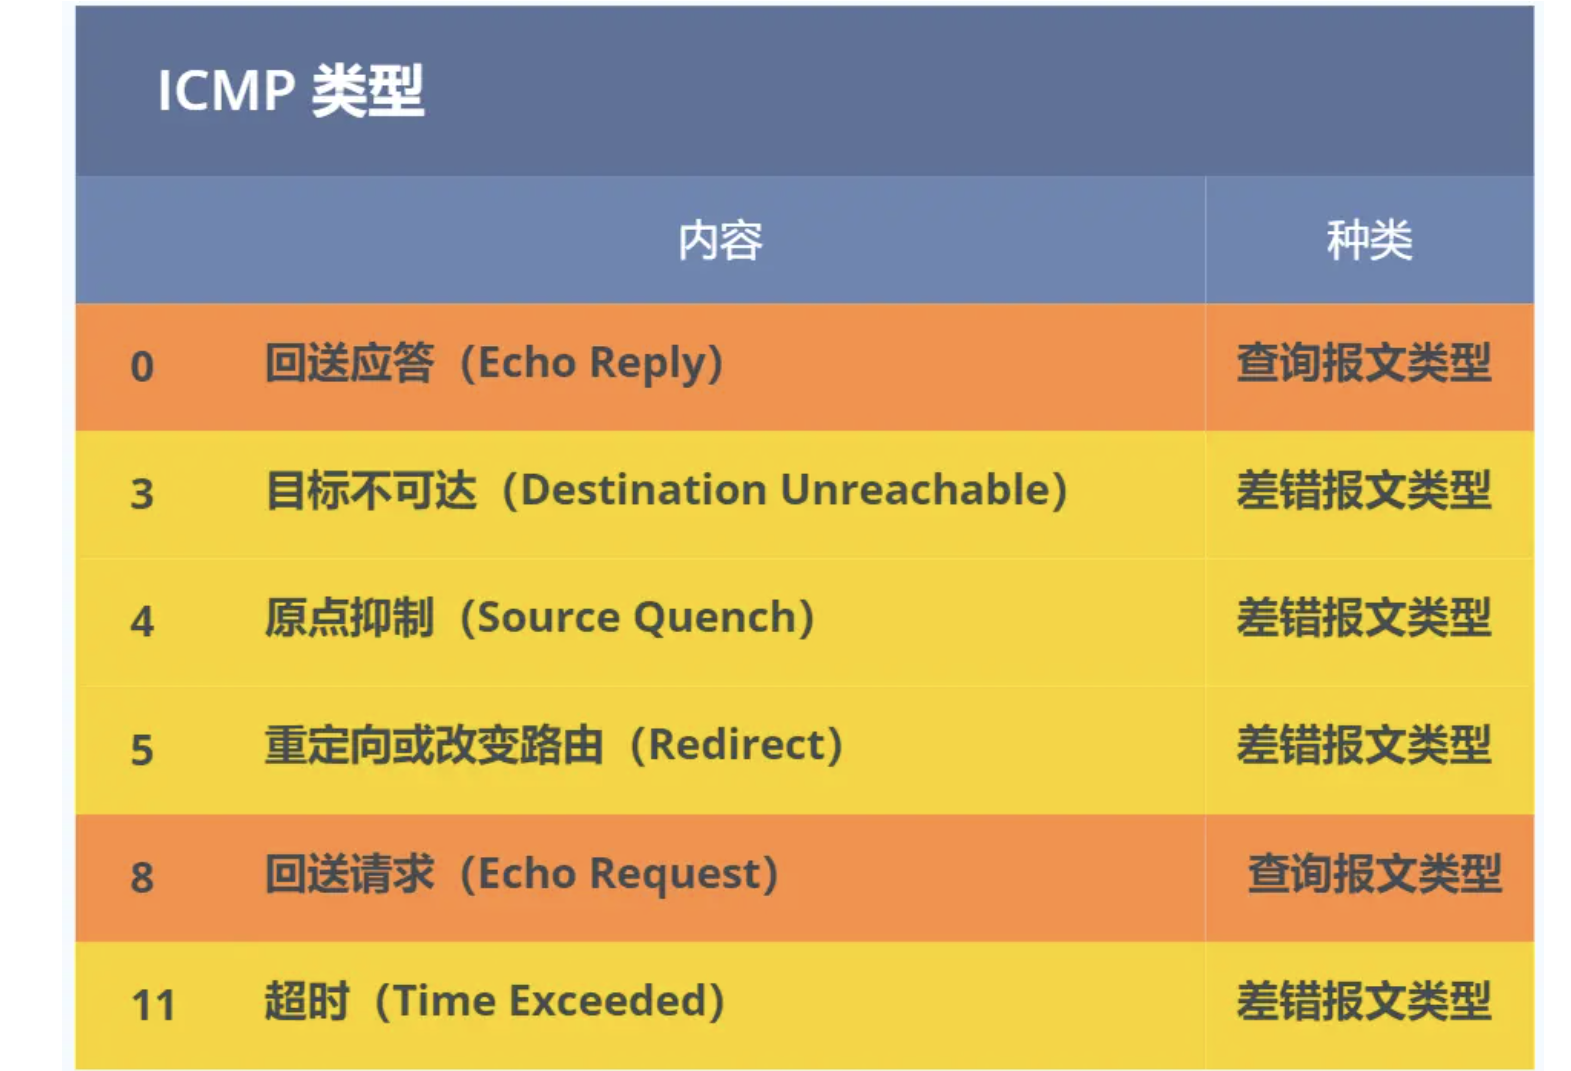 ICMP 类型
内容 种类
0 回送应答（Echo Reply） 查询报文类型
3 目标不可达（Destination Unreachable） 差错报文类型
4 原点抑制（Source Quench） 差错报文类型
5 重定向或改变路由（Redirect） 差错报文类型
8 回送请求（Echo Request） 查询报文类型
11 超时（Time Exceeded） 差错报文类型